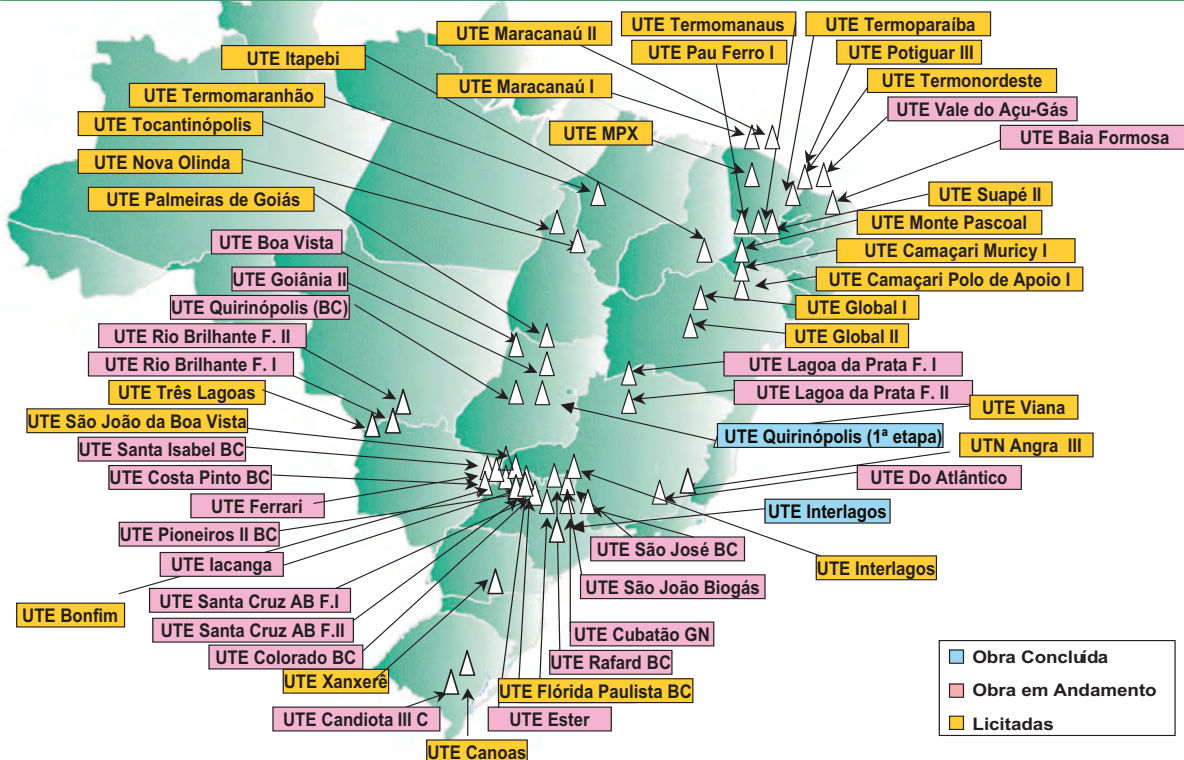 UTE Termomanaus
UTE Termoparaíba
UTE Maracanaú II
UTE Pau Ferro I
UTE Potiguar III
UTE Itapebi
UTE Termonordeste
UTE Maracanaú I
UTE Termomaranhão
UTE Vale do Açu-Gás
UTE Tocantinópolis
UTE MPX
UTE Baia Formosa
UTE Nova Olinda
UTE Palmeiras de Goiás
UTE Suapé II
UTE Monte Pascoal
UTE Boa Vista
UTE Camaçari Muricy I
UTE Goiânia II
UTE Camaçari Polo de Apoio I
UTE Quirinópolis (BC)
UTE Global I
UTE Rio Brilhante F. II
UTE Global II
UTE Rio Brilhante F. I
UTE Lagoa da Prata F. I
UTE Três Lagoas
UTE Lagoa da Prata F. II
UTE Viana
UTE São João da Boa Vista
UTE Quirinópolis (1ª etapa)
UTN Angra III
UTE Santa Isabel BC
UTE Costa Pinto BC
UTE Do Atlântico
UTE Ferrari
UTE Interlagos
UTE Pioneiros II BC
UTE São José BC
UTE Iacanga
UTE Interlagos
UTE São João Biogás
UTE Santa Cruz AB F.I
UTE Bonfim
UTE Santa Cruz AB F.II
UTE Cubatão GN
UTE Colorado BC
UTE Rafard BC
UTE Xanxerê
UTE Flórida Paulista BC
UTE Candiota III C
UTE Ester
UTE Canoas
Obra Concluída
Obra em Andamento
Licitadas